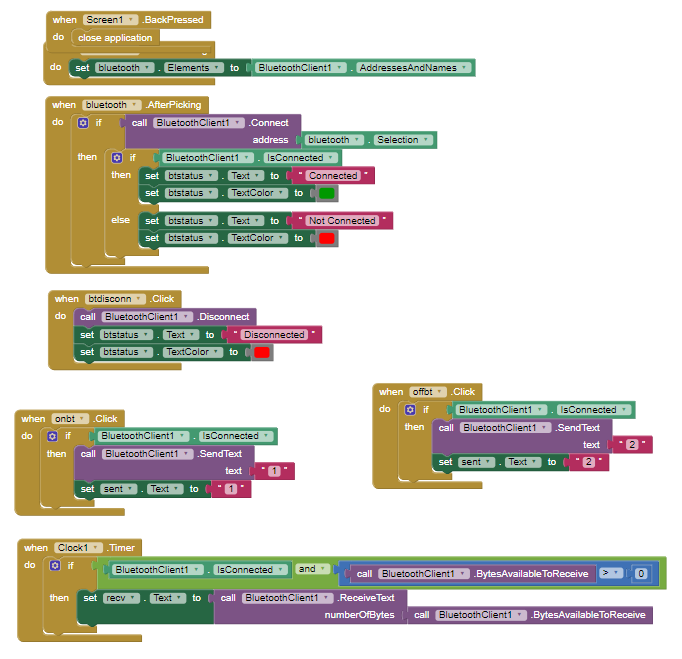 when Screen1 .BackPressed
do close application
do set bluetooth . Elements to BluetoothClient1 . AddressesAndNames
when bluetooth .AfterPicking
do if call BluetoothClient1 .Connect
address bluetooth . Selection
then if BluetoothClient1 . IsConnected
then set btstatus . Text to " Connected "
set btstatus . TextColor to
else set btstatus . Text to " Not Connected "
set btstatus . TextColor to
when btdisconn .Click
do call BluetoothClient1 .Disconnect
set btstatus . Text to " Disconnected "
set btstatus . TextColor to
when offbt .Click
do if BluetoothClient1 . IsConnected
then call BluetoothClient1 .SendText
text " 2 "
set sent . Text to " 2 "
when onbt .Click
do if BluetoothClient1 . IsConnected
then call BluetoothClient1 .SendText
text " 1 "
set sent . Text to " 1 "
when Clock1 .Timer
do if BluetoothClient1 . IsConnected and call BluetoothClient1 .BytesAvailableToReceive > 0
then set recv . Text to call BluetoothClient1 .ReceiveText
numberOfBytes call BluetoothClient1 .BytesAvailableToReceive